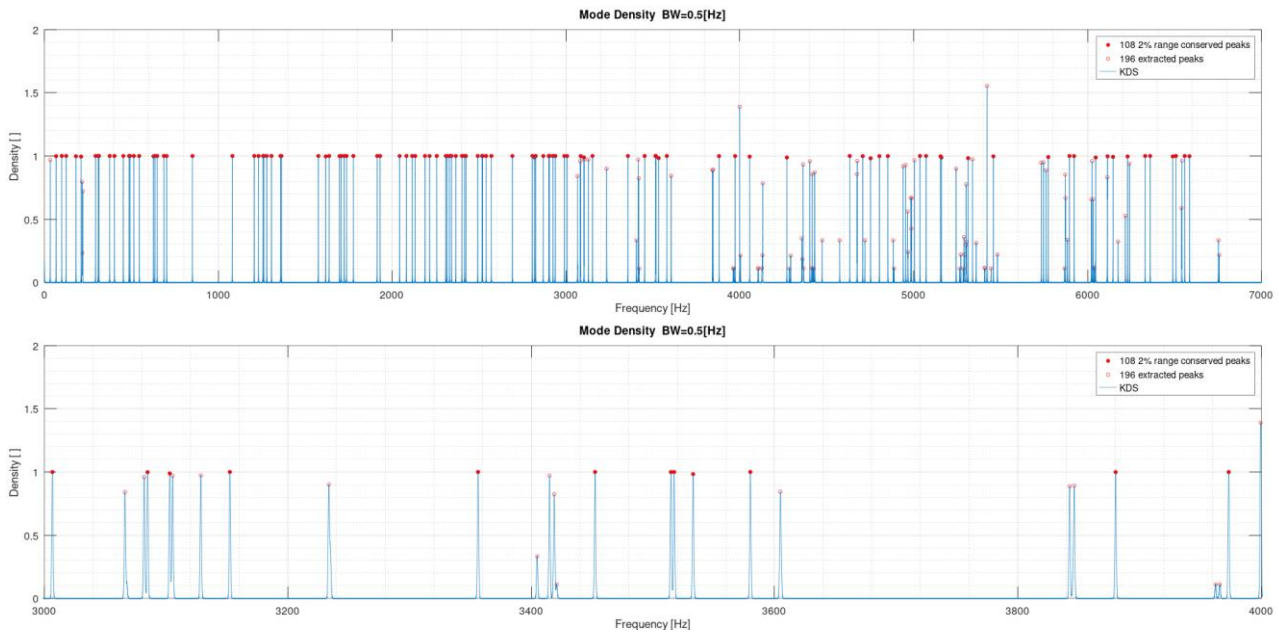 Mode Density BW=0.5[Hz]
2
1.5
1
0.5
0
Density [ ]
108 2% range conserved peaks
196 extracted peaks
KDS
0 1000 2000 3000 4000 5000 6000 7000
Frequency [Hz]
Mode Density BW=0.5[Hz]
2
1.5
1
0.5
0
Density [ ]
108 2% range conserved peaks
196 extracted peaks
KDS
3000 3200 3400 3600 3800 4000
Frequency [Hz]